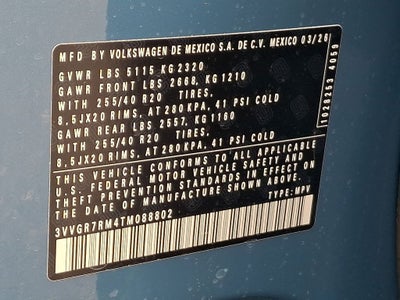 MFD BY VOLKSWAGEN DE MEXICO S.A. DE C.V. MEXICO 03/26
GVWR LBS 5115 KG 2320
GAWR FRONT LBS 2668, KG 1210
WITH 255/40 R20 TIRES.
8.5JX20 RIMS, AT 280 KPA, 41 PSI COLD
GAWR REAR LBS 2557, KG 1160
WITH 255/40 R20 TIRES.
8.5JX20 RIMS, AT 280 KPA, 41 PSI COLD
THIS VEHICLE CONFORMS TO ALL APPLICABLE
U.S. FEDERAL MOTOR VEHICLE SAFETY AND
THEFT PREVENTION STANDARDS IN EFFECT ON
THE DATE OF MANUFACTURE SHOWN ABOVE.
TYPE: MPV
3VVGR7RM4TM088802
1028253 4059